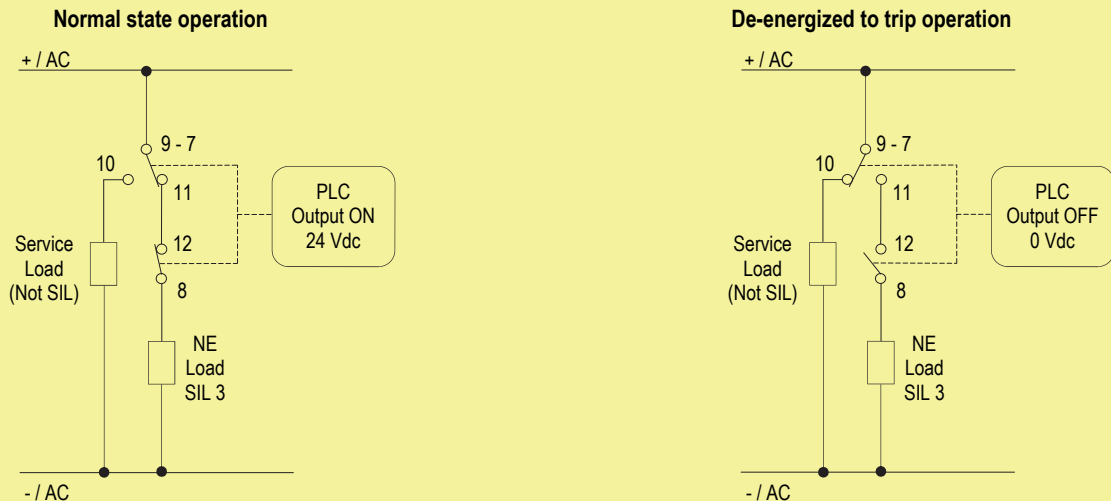 Normal state operation
+ / AC
9 - 7
10
11
PLC
Output ON
24 Vdc
Service
Load
(Not SIL)
12
8
NE
Load
SIL 3
- / AC
De-energized to trip operation
+ / AC
9 - 7
10
11
PLC
Output OFF
0 Vdc
Service
Load
(Not SIL)
12
8
NE
Load
SIL 3
- / AC